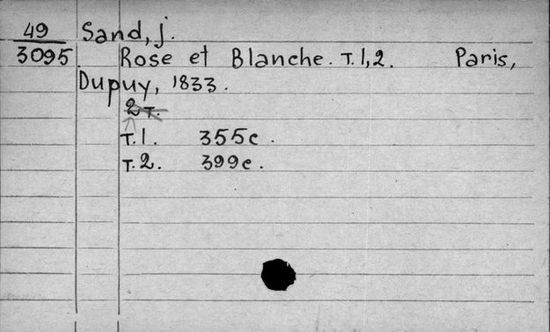 49 Sand, j.
3095 Rose et Blanche. T. 1, 2. Paris,
Dupuy, 1833.
2 т.
T. 1. 355c.
T. 2. 399c.